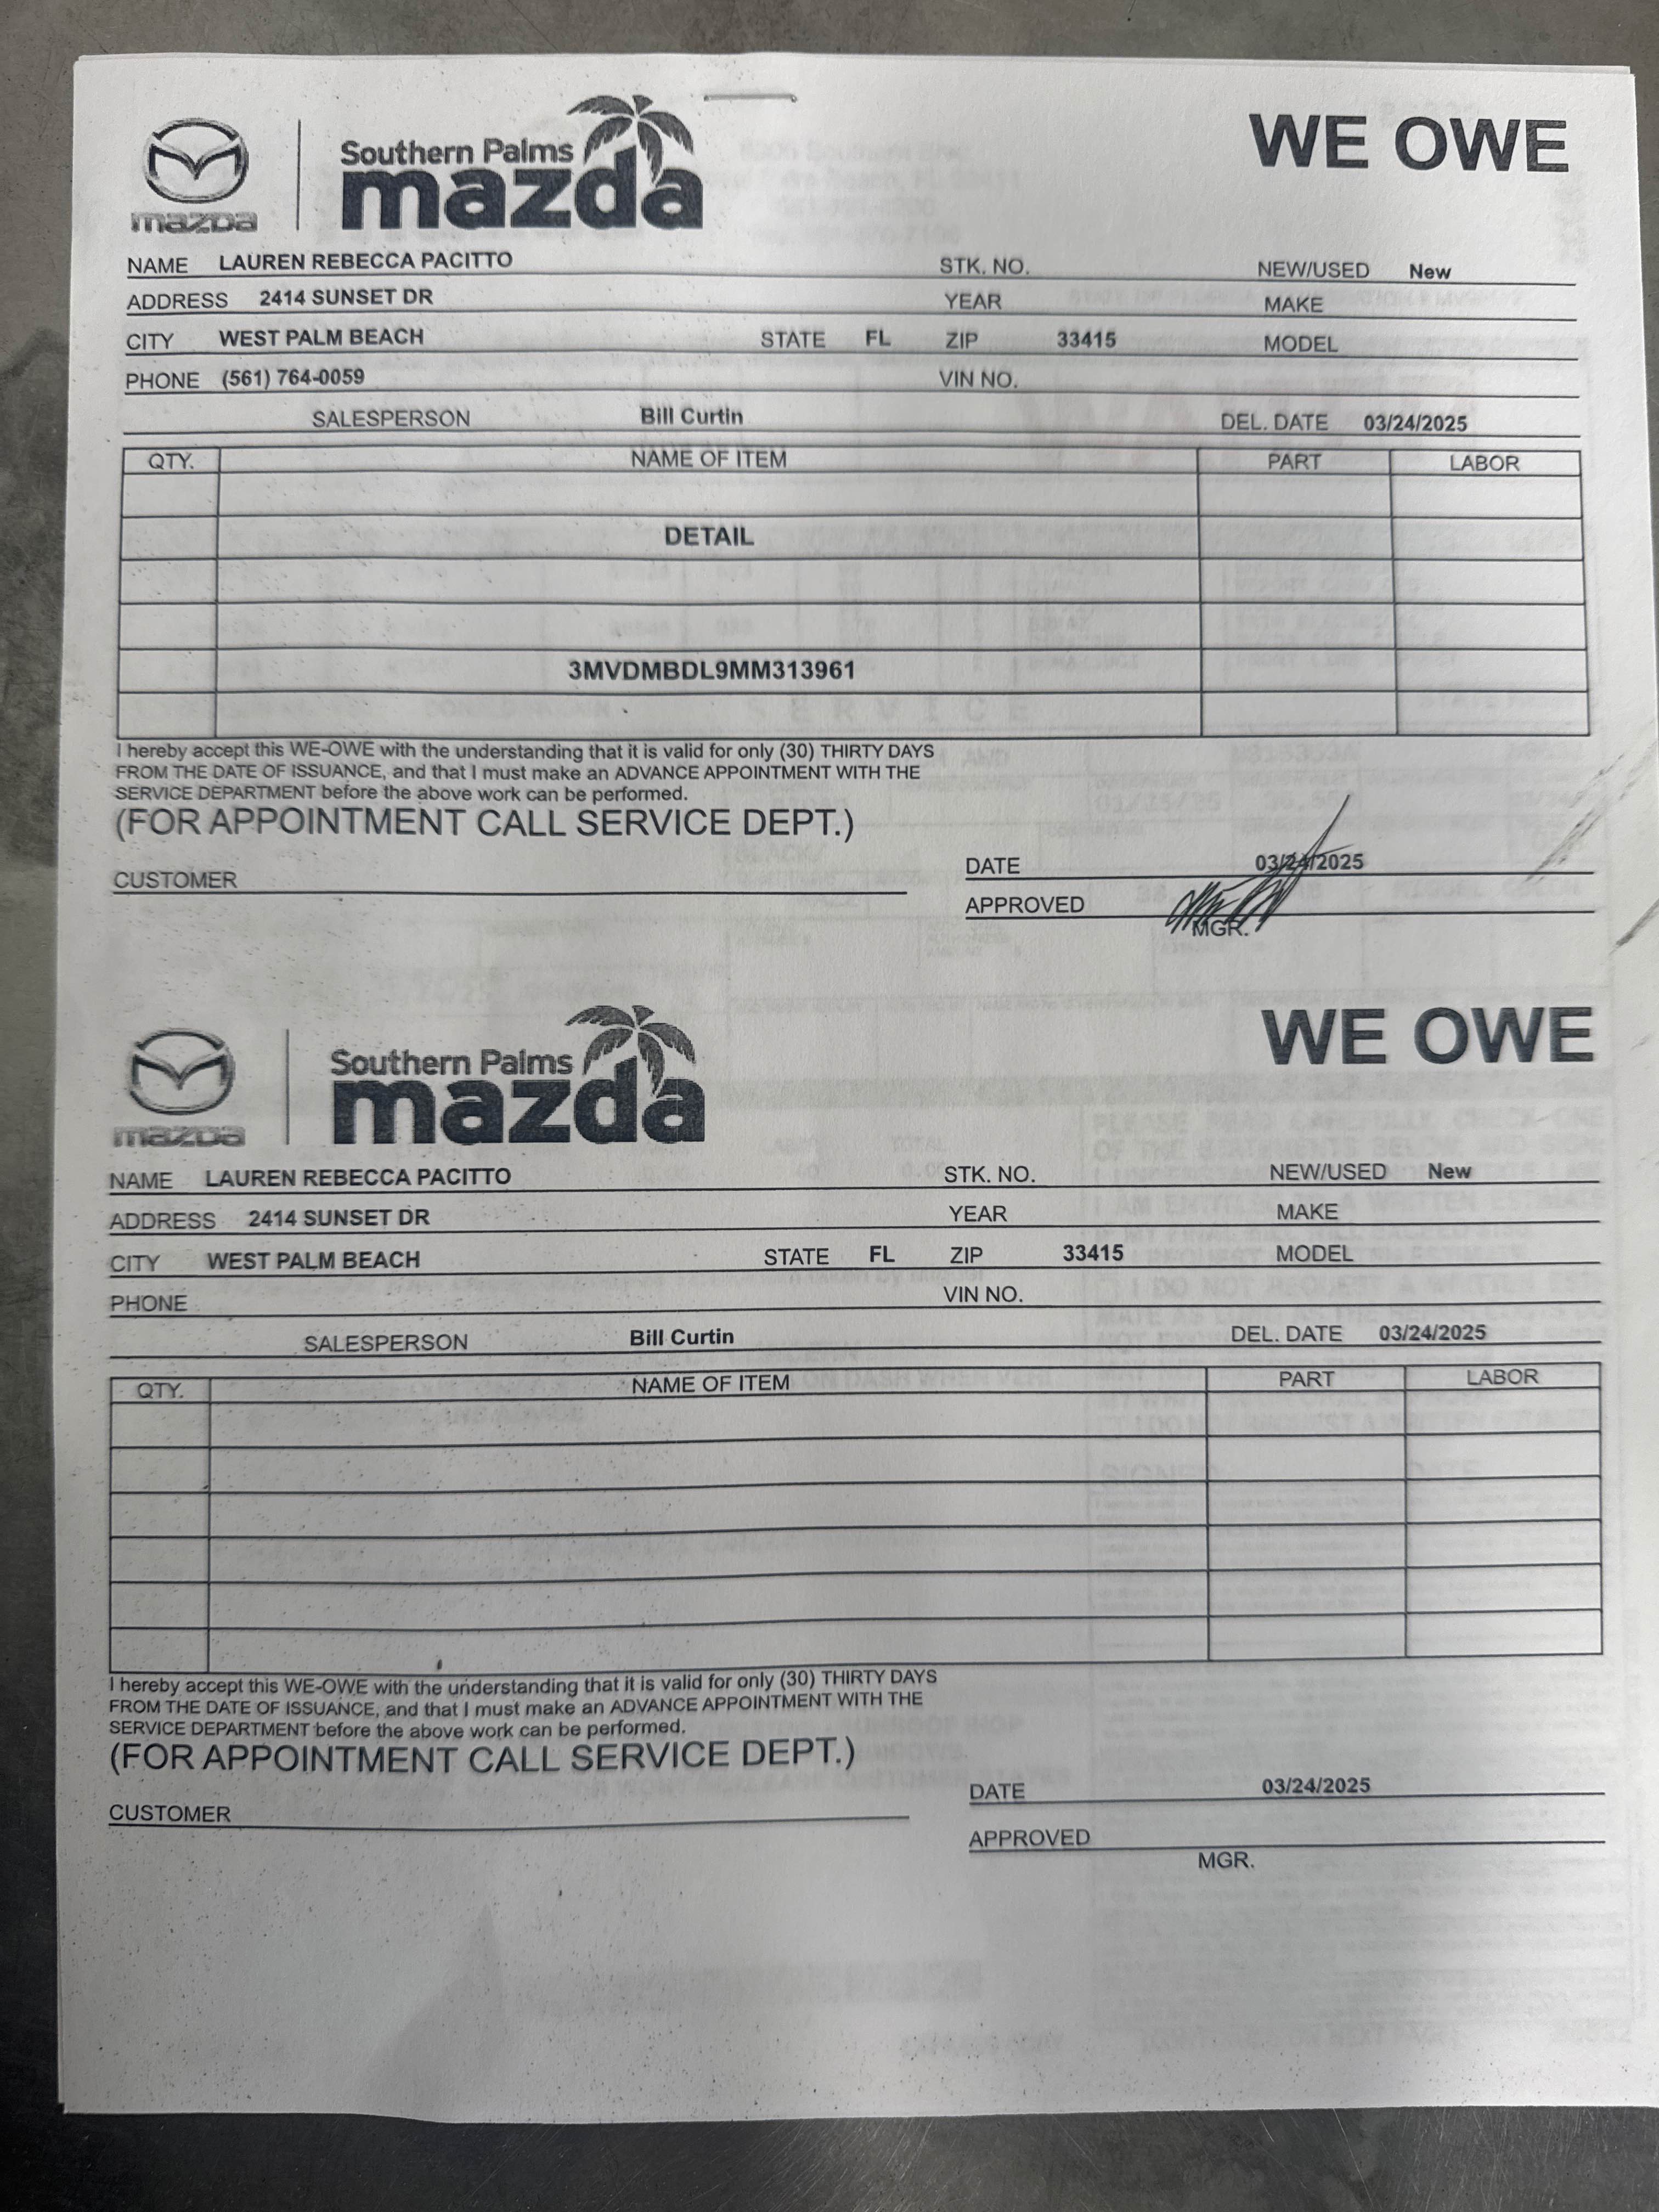 WE OWE
mazda
Southern Palms
mazda
NAME LAUREN REBECCA PACITTO STK. NO. NEW/USED New
ADDRESS 2414 SUNSET DR YEAR MAKE
CITY WEST PALM BEACH STATE FL ZIP 33415 MODEL
PHONE (561) 764-0059 VIN NO.
SALESPERSON Bill Curtin DEL. DATE 03/24/2025
QTY. NAME OF ITEM PART LABOR
DETAIL
3MVDMBDL9MM313961
I hereby accept this WE-OWE with the understanding that it is valid for only (30) THIRTY DAYS
FROM THE DATE OF ISSUANCE, and that I must make an ADVANCE APPOINTMENT WITH THE
SERVICE DEPARTMENT before the above work can be performed.
(FOR APPOINTMENT CALL SERVICE DEPT.)
DATE 03/24/2025
CUSTOMER
APPROVED
MGR.
WE OWE
mazda
Southern Palms
mazda
NAME LAUREN REBECCA PACITTO STK. NO. NEW/USED New
ADDRESS 2414 SUNSET DR YEAR MAKE
CITY WEST PALM BEACH STATE FL ZIP 33415 MODEL
PHONE VIN NO.
SALESPERSON Bill Curtin DEL. DATE 03/24/2025
QTY. NAME OF ITEM PART LABOR
I hereby accept this WE-OWE with the understanding that it is valid for only (30) THIRTY DAYS
FROM THE DATE OF ISSUANCE, and that I must make an ADVANCE APPOINTMENT WITH THE
SERVICE DEPARTMENT before the above work can be performed.
(FOR APPOINTMENT CALL SERVICE DEPT.)
DATE 03/24/2025
CUSTOMER
APPROVED
MGR.